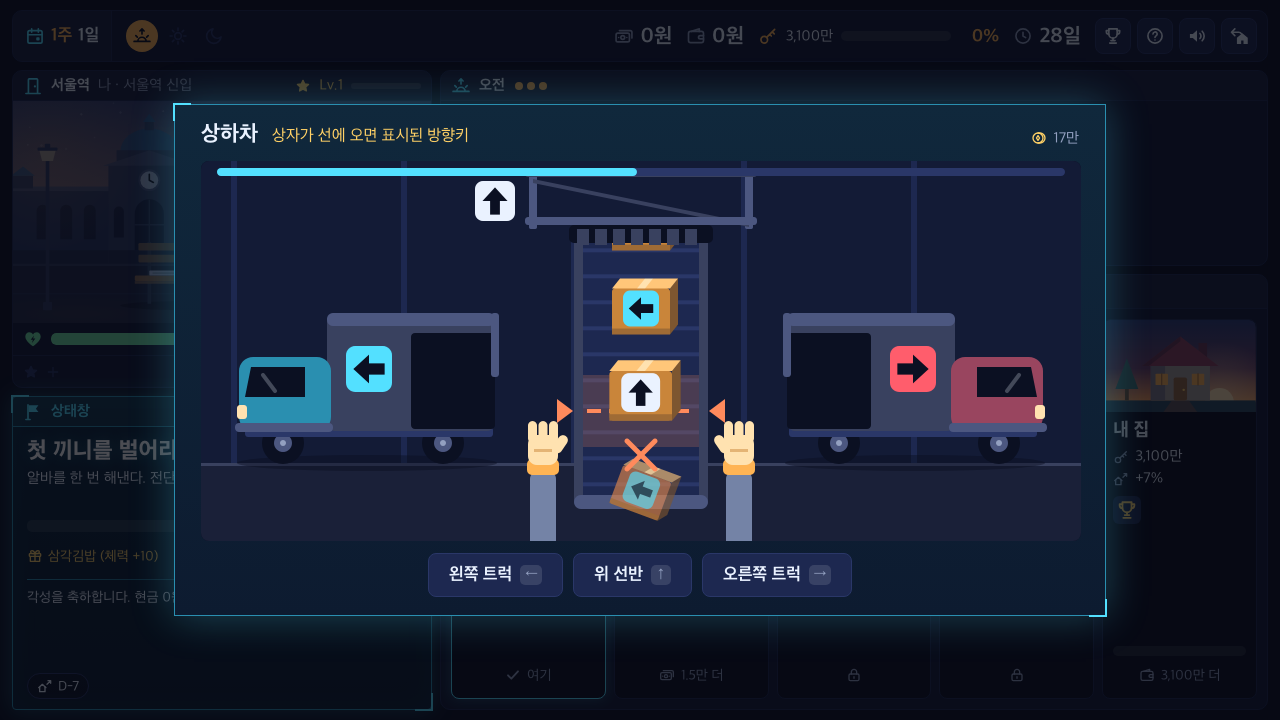 1주 1일
0원
0원
3,100만
0%
28일
서울역 나 · 서울역 신입
Lv.1
오전
상하차 상자가 선에 오면 표시된 방향키
17만
상태창
첫 끼니를 벌어라
알바를 한 번 해낸다. 전단
삼각김밥 (체력 +10)
각성을 축하합니다. 현금 0원
D-7
왼쪽 트럭 ←
위 선반 ↑
오른쪽 트럭 →
내 집
3,100만
+7%
여기
1.5만 더
3,100만 더